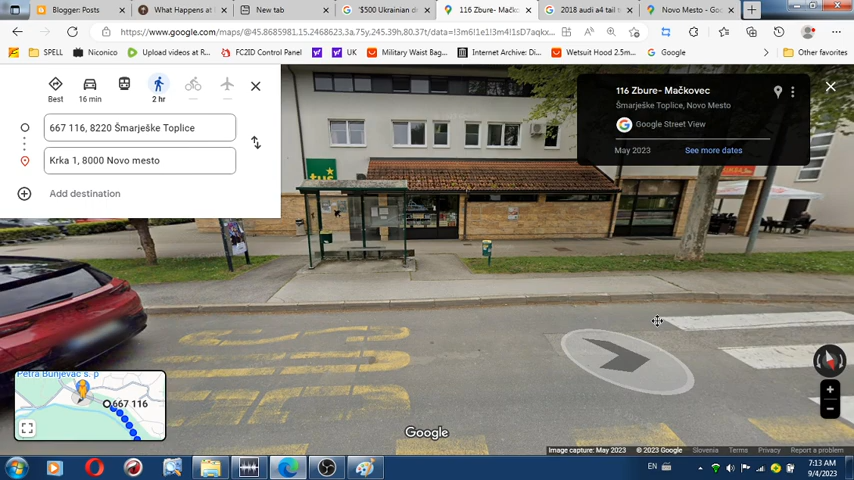 Blogger: Posts
What Happens at
New tab
'$500 Ukrainian d
116 Zbure- Mačkov
2018 audi a4 tail t
Novo Mesto - Goo
https://www.google.com/maps/@45.8685981,15.2468623,3a,75y,245.39h,80.37t/data=!3m6!1e1!3m4!1sD7aqkx...
SPELL
Niconico
Upload videos at R...
FC2ID Control Panel
UK
Military Waist Bag...
Internet Archive: Di...
Wetsuit Hood 2.5m...
Google
Other favorites
Best
16 min
2 hr
667 116, 8220 Šmarješke Toplice
Krka 1, 8000 Novo mesto
Add destination
116 Zbure- Mačkovec
Šmarješke Toplice, Novo Mesto
Google Street View
May 2023
See more dates
tuš
BUS
Petra Bunjevac s. p
667 116
Google
Image capture: May 2023
© 2023 Google
Slovenia
Terms
Privacy
Report a problem
EN
7:13 AM
9/4/2023